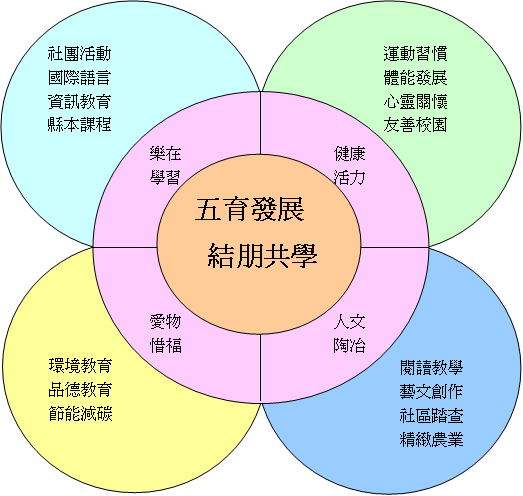 社團活動
國際語言
資訊教育
縣本課程
運動習慣
體能發展
心靈關懷
友善校園
樂在
學習
健康
活力
五育發展
結朋共學
愛物
惜福
人文
陶冶
環境教育
品德教育
節能減碳
閱讀教學
藝文創作
社區踏查
精緻農業